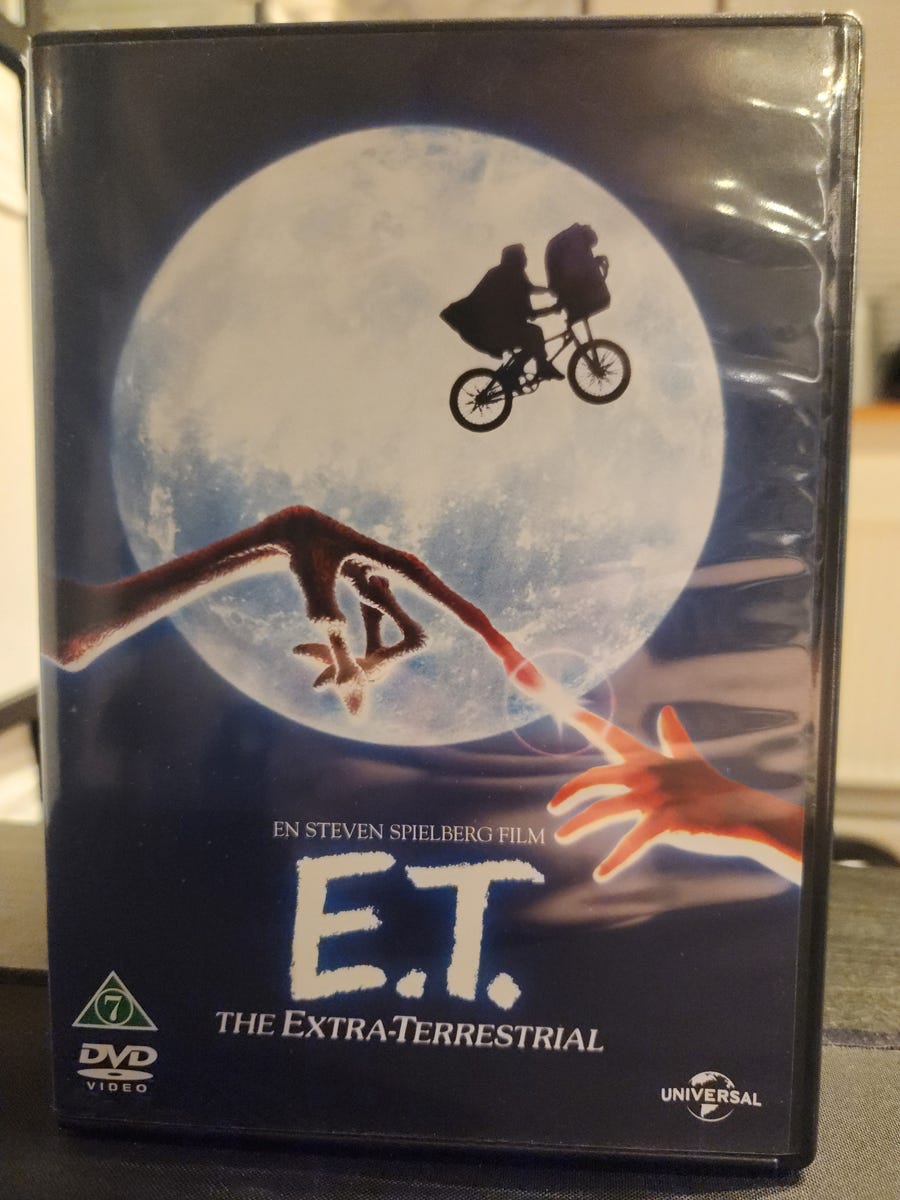 EN STEVEN SPIELBERG FILM
E.T.
THE EXTRA-TERRESTRIAL
7
DVD
VIDEO
UNIVERSAL